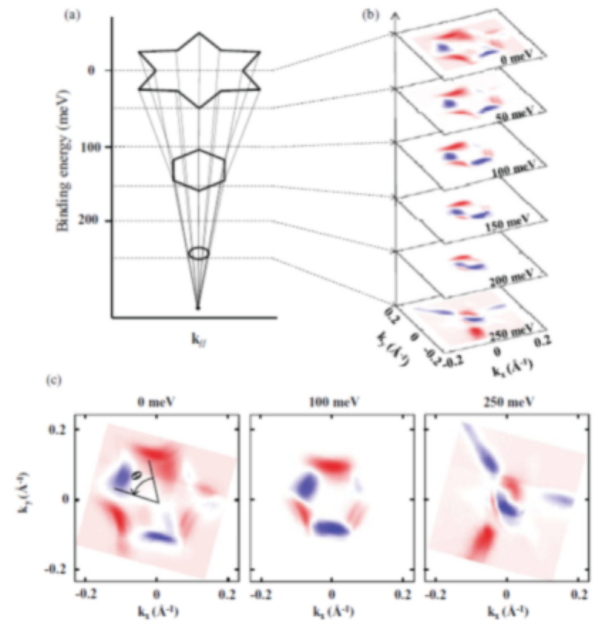 (a)
(b)
Binding energy (meV)
0
100
200
k//
0 meV
50 meV
100 meV
150 meV
200 meV
250 meV
0.2
0
-0.2
ky (Å⁻¹)
-0.2
0
0.2
kx (Å⁻¹)
(c)
0 meV
100 meV
250 meV
0.2
0
-0.2
ky (Å⁻¹)
θ
-0.2
0
0.2
-0.2
0
0.2
-0.2
0
0.2
kx (Å⁻¹)
kx (Å⁻¹)
kx (Å⁻¹)